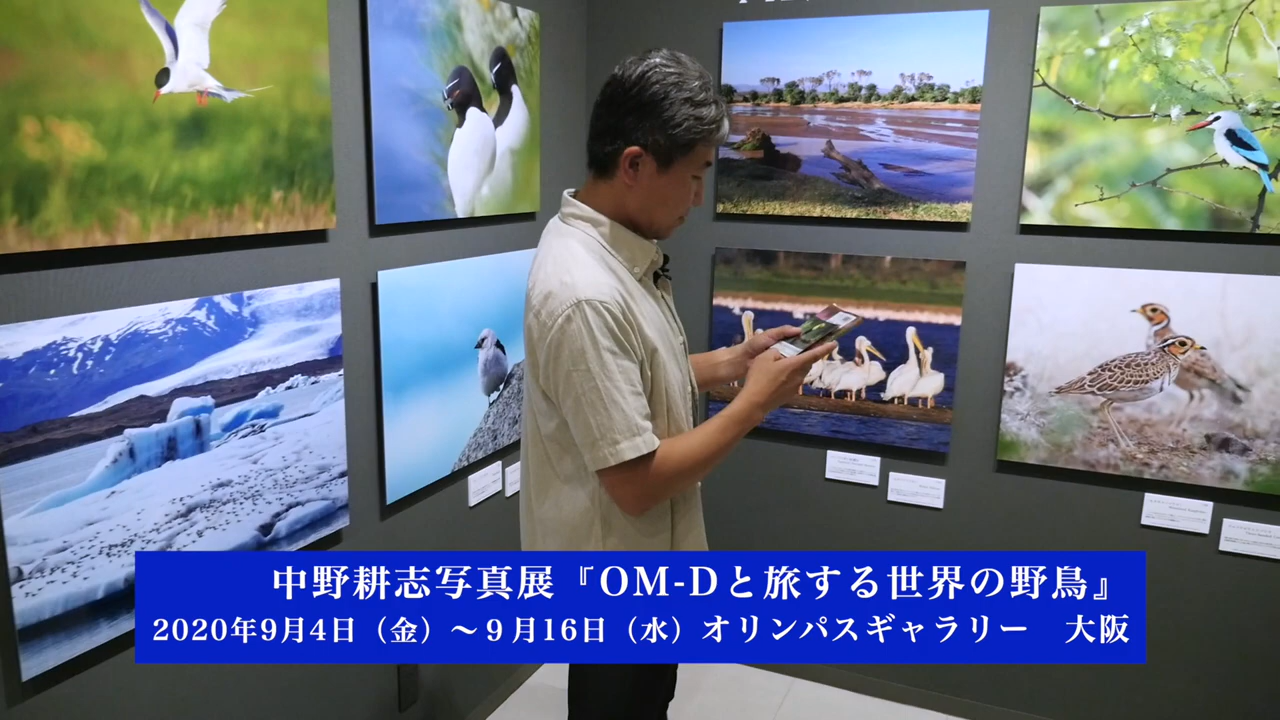 中野耕志写真展『OM-Dと旅する世界の野鳥』
2020年9月4日（金）～９月16日（水）オリンパスギャラリー　大阪